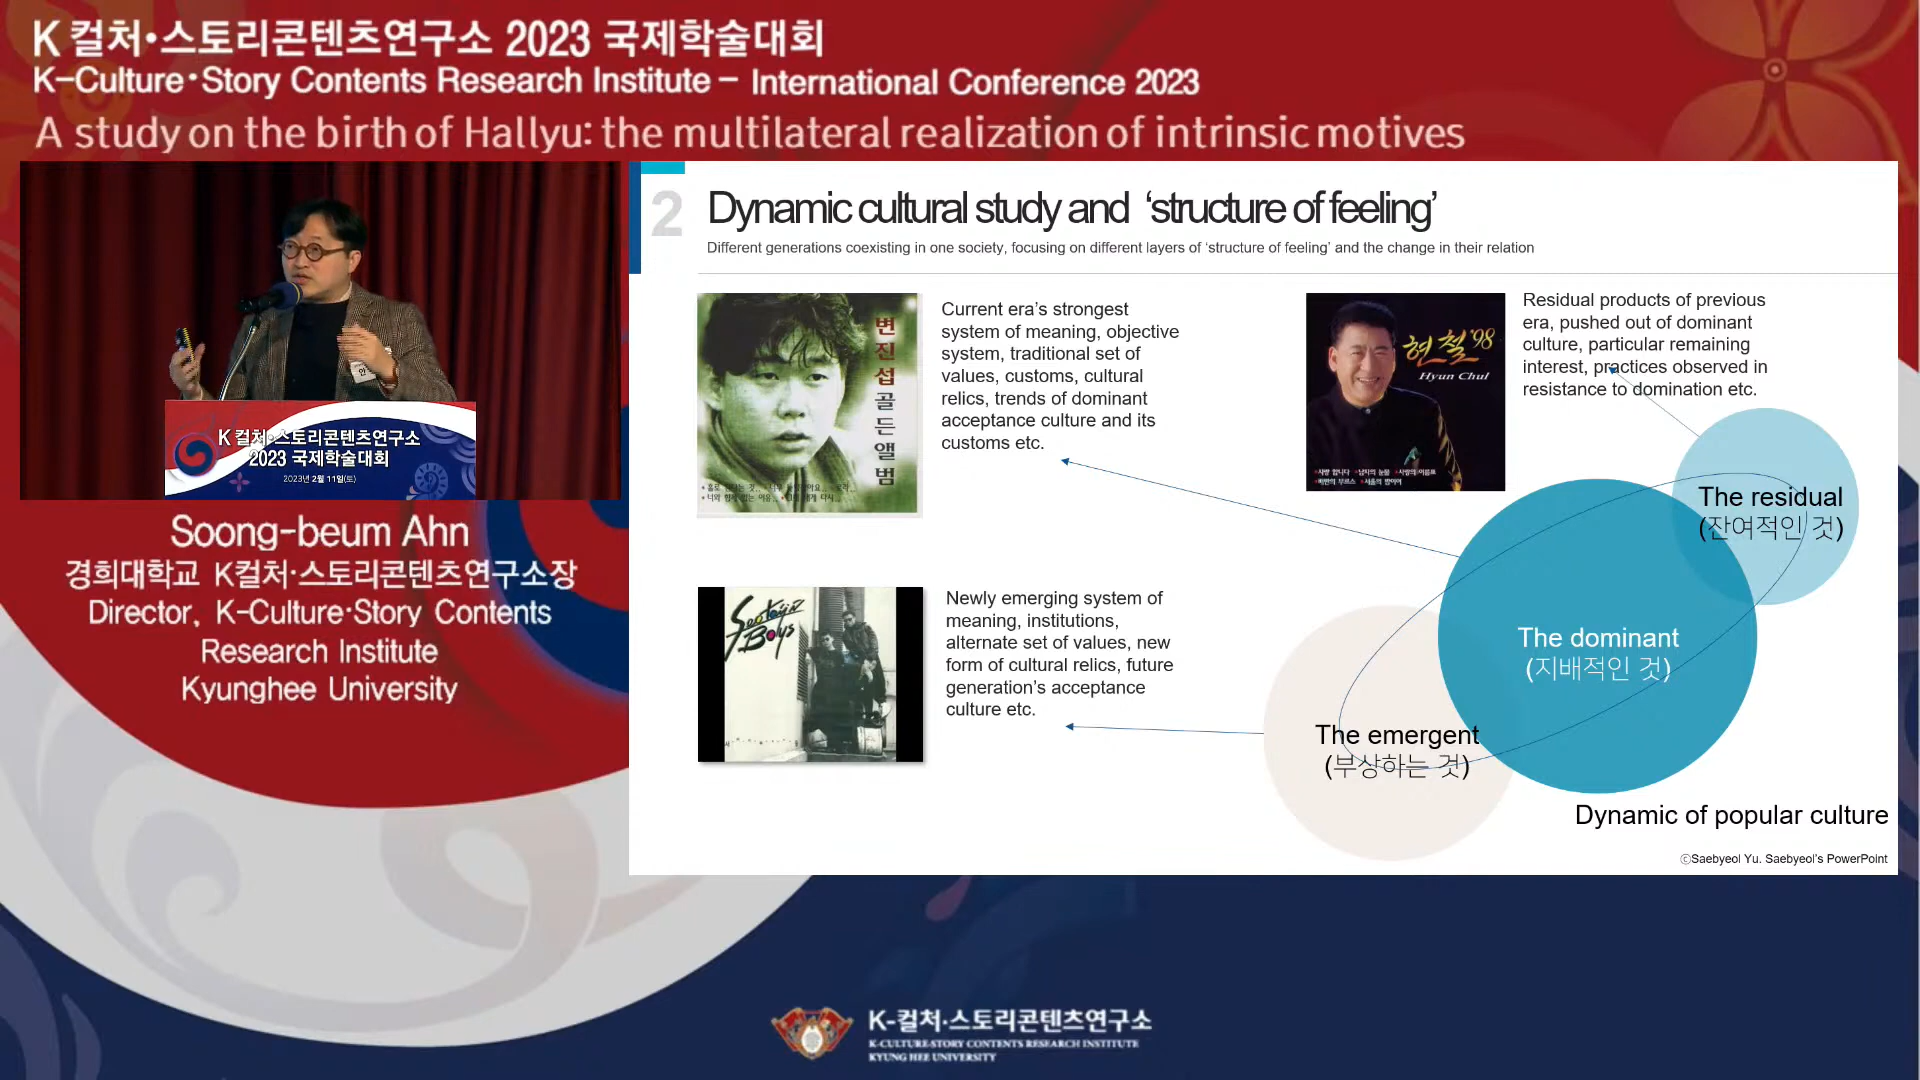 K 컬처•스토리콘텐츠연구소 2023 국제학술대회
K-Culture•Story Contents Research Institute – International Conference 2023
A study on the birth of Hallyu: the multilateral realization of intrinsic motives
K 컬처•스토리콘텐츠연구소
2023 국제학술대회
2023년 2월 11일(토)
Soong-beum Ahn
경희대학교 K컬처•스토리콘텐츠연구소장
Director, K-Culture•Story Contents
Research Institute
Kyunghee University
2
Dynamic cultural study and ‘structure of feeling’
Different generations coexisting in one society, focusing on different layers of ‘structure of feeling’ and the change in their relation
변진섭골든앨범
Current era’s strongest
system of meaning, objective
system, traditional set of
values, customs, cultural
relics, trends of dominant
acceptance culture and its
customs etc.
현철 '98
Hyun Chul
Residual products of previous
era, pushed out of dominant
culture, particular remaining
interest, practices observed in
resistance to domination etc.
Seotaiji Boys
Newly emerging system of
meaning, institutions,
alternate set of values, new
form of cultural relics, future
generation’s acceptance
culture etc.
The residual
(잔여적인 것)
The dominant
(지배적인 것)
The emergent
(부상하는 것)
Dynamic of popular culture
ⓒSaebyeol Yu. Saebyeol’s PowerPoint
K-컬처•스토리콘텐츠연구소
K-CULTURE•STORY CONTENTS RESEARCH INSTITUTE
KYUNG HEE UNIVERSITY